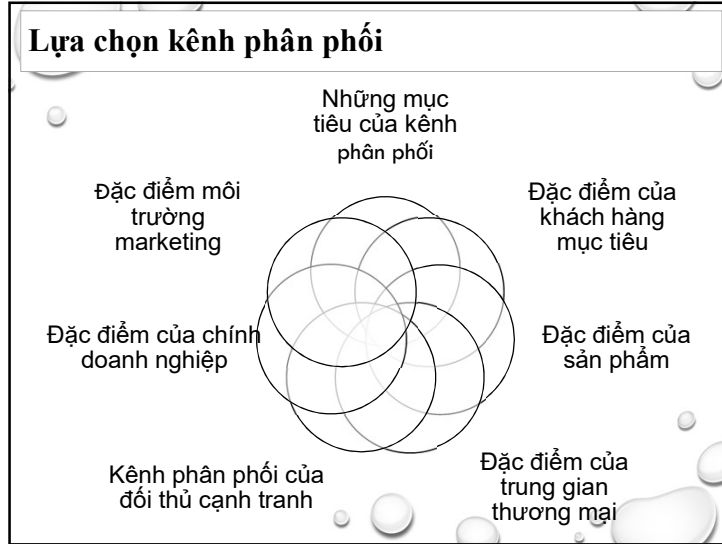 Lựa chọn kênh phân phối
Những mục
tiêu của kênh
phân phối
Đặc điểm của
khách hàng
mục tiêu
Đặc điểm của
sản phẩm
Đặc điểm của
trung gian
thương mại
Kênh phân phối của
đối thủ cạnh tranh
Đặc điểm của chính
doanh nghiệp
Đặc điểm môi
trường
marketing